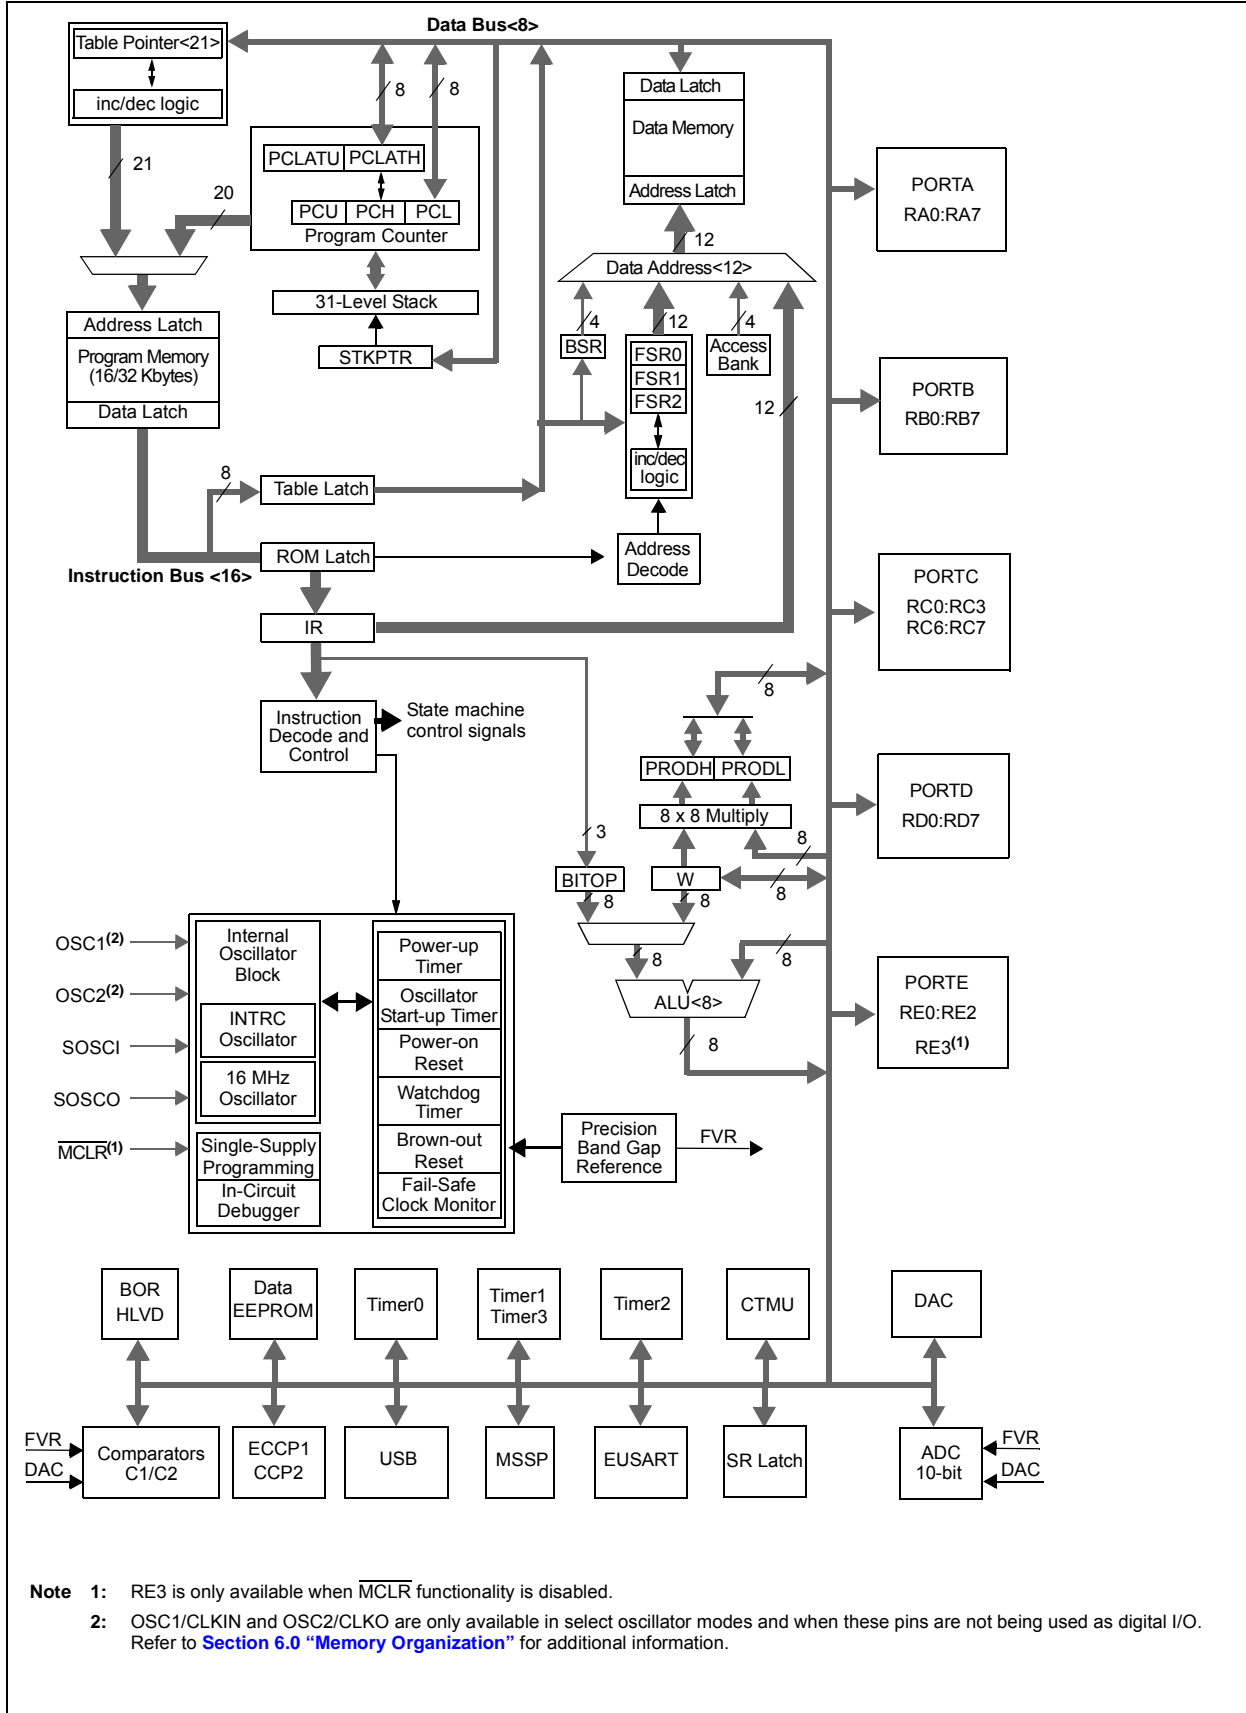 Data Bus<8>
Table Pointer<21>
inc/dec logic
21
20
8
8
PCLATU PCLATH
PCU PCH PCL
Program Counter
31-Level Stack
STKPTR
Data Latch
Data Memory
Address Latch
12
Data Address<12>
4
12
4
BSR
FSR0
FSR1
FSR2
inc/dec
logic
Access
Bank
12
Address
Decode
Address Latch
Program Memory
(16/32 Kbytes)
Data Latch
8
Table Latch
ROM Latch
Instruction Bus <16>
IR
Instruction
Decode and
Control
State machine
control signals
8
PRODH PRODL
8 x 8 Multiply
3
8
BITOP
W
8
8
8
8
8
ALU<8>
8
PORTA
RA0:RA7
PORTB
RB0:RB7
PORTC
RC0:RC3
RC6:RC7
PORTD
RD0:RD7
PORTE
RE0:RE2
RE3(1)
OSC1(2)
OSC2(2)
SOSCI
SOSCO
MCLR(1)
Internal
Oscillator
Block
INTRC
Oscillator
16 MHz
Oscillator
Single-Supply
Programming
In-Circuit
Debugger
Power-up
Timer
Oscillator
Start-up Timer
Power-on
Reset
Watchdog
Timer
Brown-out
Reset
Fail-Safe
Clock Monitor
Precision
Band Gap
Reference
FVR
BOR
HLVD
Data
EEPROM
Timer0
Timer1
Timer3
Timer2
CTMU
DAC
FVR
DAC
Comparators
C1/C2
ECCP1
CCP2
USB
MSSP
EUSART
SR Latch
ADC
10-bit
FVR
DAC
Note 1: RE3 is only available when MCLR functionality is disabled.
2: OSC1/CLKIN and OSC2/CLKO are only available in select oscillator modes and when these pins are not being used as digital I/O.
Refer to Section 6.0 “Memory Organization” for additional information.